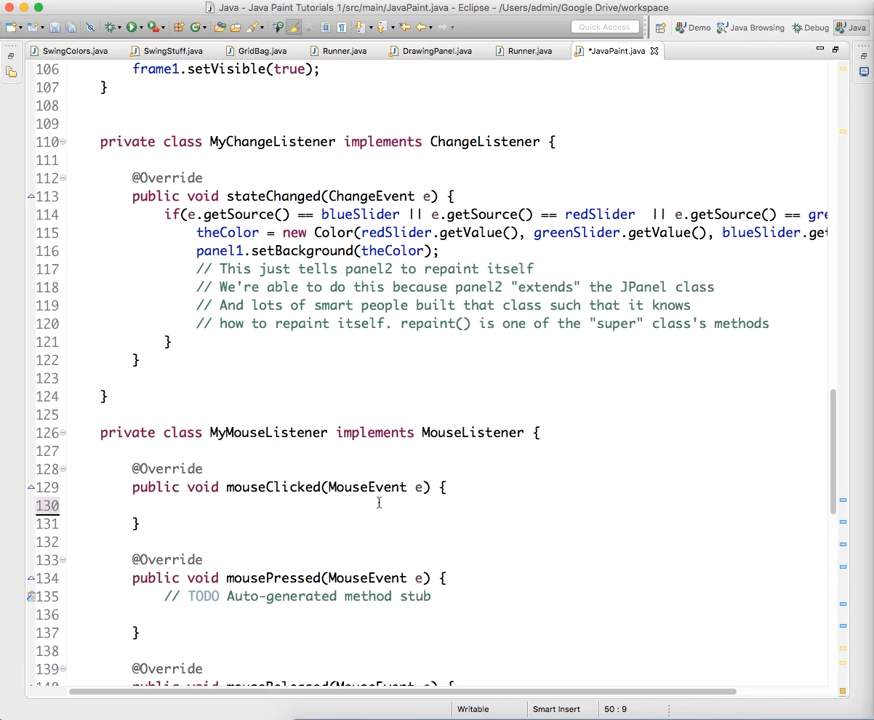 Java - Java Paint Tutorials 1/src/main/JavaPaint.java - Eclipse - /Users/admin/Google Drive/workspace
Quick Access Demo Java Browsing Debug Java
SwingColors.java SwingStuff.java GridBag.java Runner.java DrawingPanel.java Runner.java *JavaPaint.java
106 frame1.setVisible(true);
107 }
108
109
110 private class MyChangeListener implements ChangeListener {
111
112 @Override
113 public void stateChanged(ChangeEvent e) {
114 if(e.getSource() == blueSlider || e.getSource() == redSlider || e.getSource() == gre
115 theColor = new Color(redSlider.getValue(), greenSlider.getValue(), blueSlider.get
116 panel1.setBackground(theColor);
117 // This just tells panel2 to repaint itself
118 // We're able to do this because panel2 "extends" the JPanel class
119 // And lots of smart people built that class such that it knows
120 // how to repaint itself. repaint() is one of the "super" class's methods
121 }
122 }
123
124 }
125
126 private class MyMouseListener implements MouseListener {
127
128 @Override
129 public void mouseClicked(MouseEvent e) {
130
131 }
132
133 @Override
134 public void mousePressed(MouseEvent e) {
135 // TODO Auto-generated method stub
136
137 }
138
139 @Override
public void mouseReleased(MouseEvent e) {
Writable Smart Insert 50 : 9